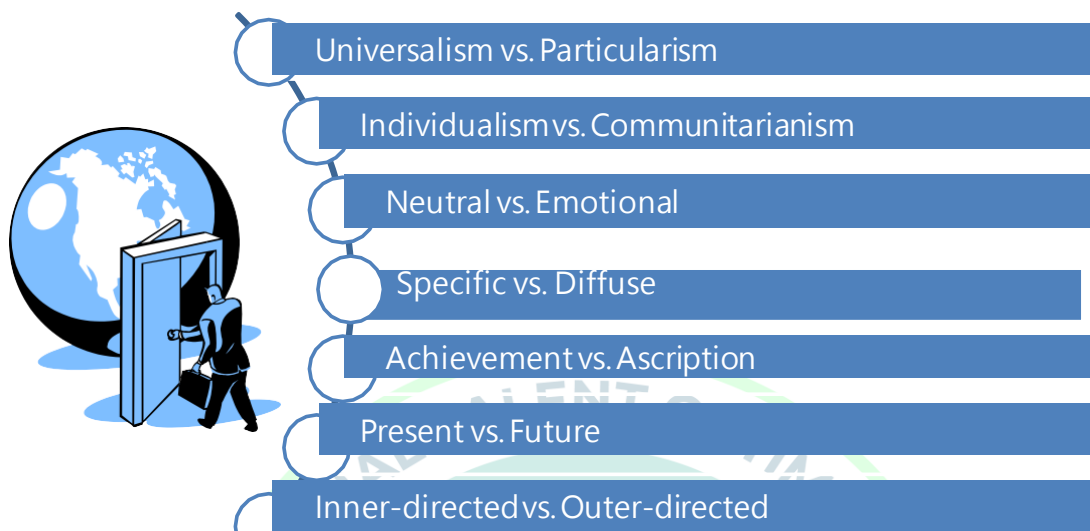 Universalism vs. Particularism
Individualism vs. Communitarianism
Neutral vs. Emotional
Specific vs. Diffuse
Achievement vs. Ascription
Present vs. Future
Inner-directed vs. Outer-directed